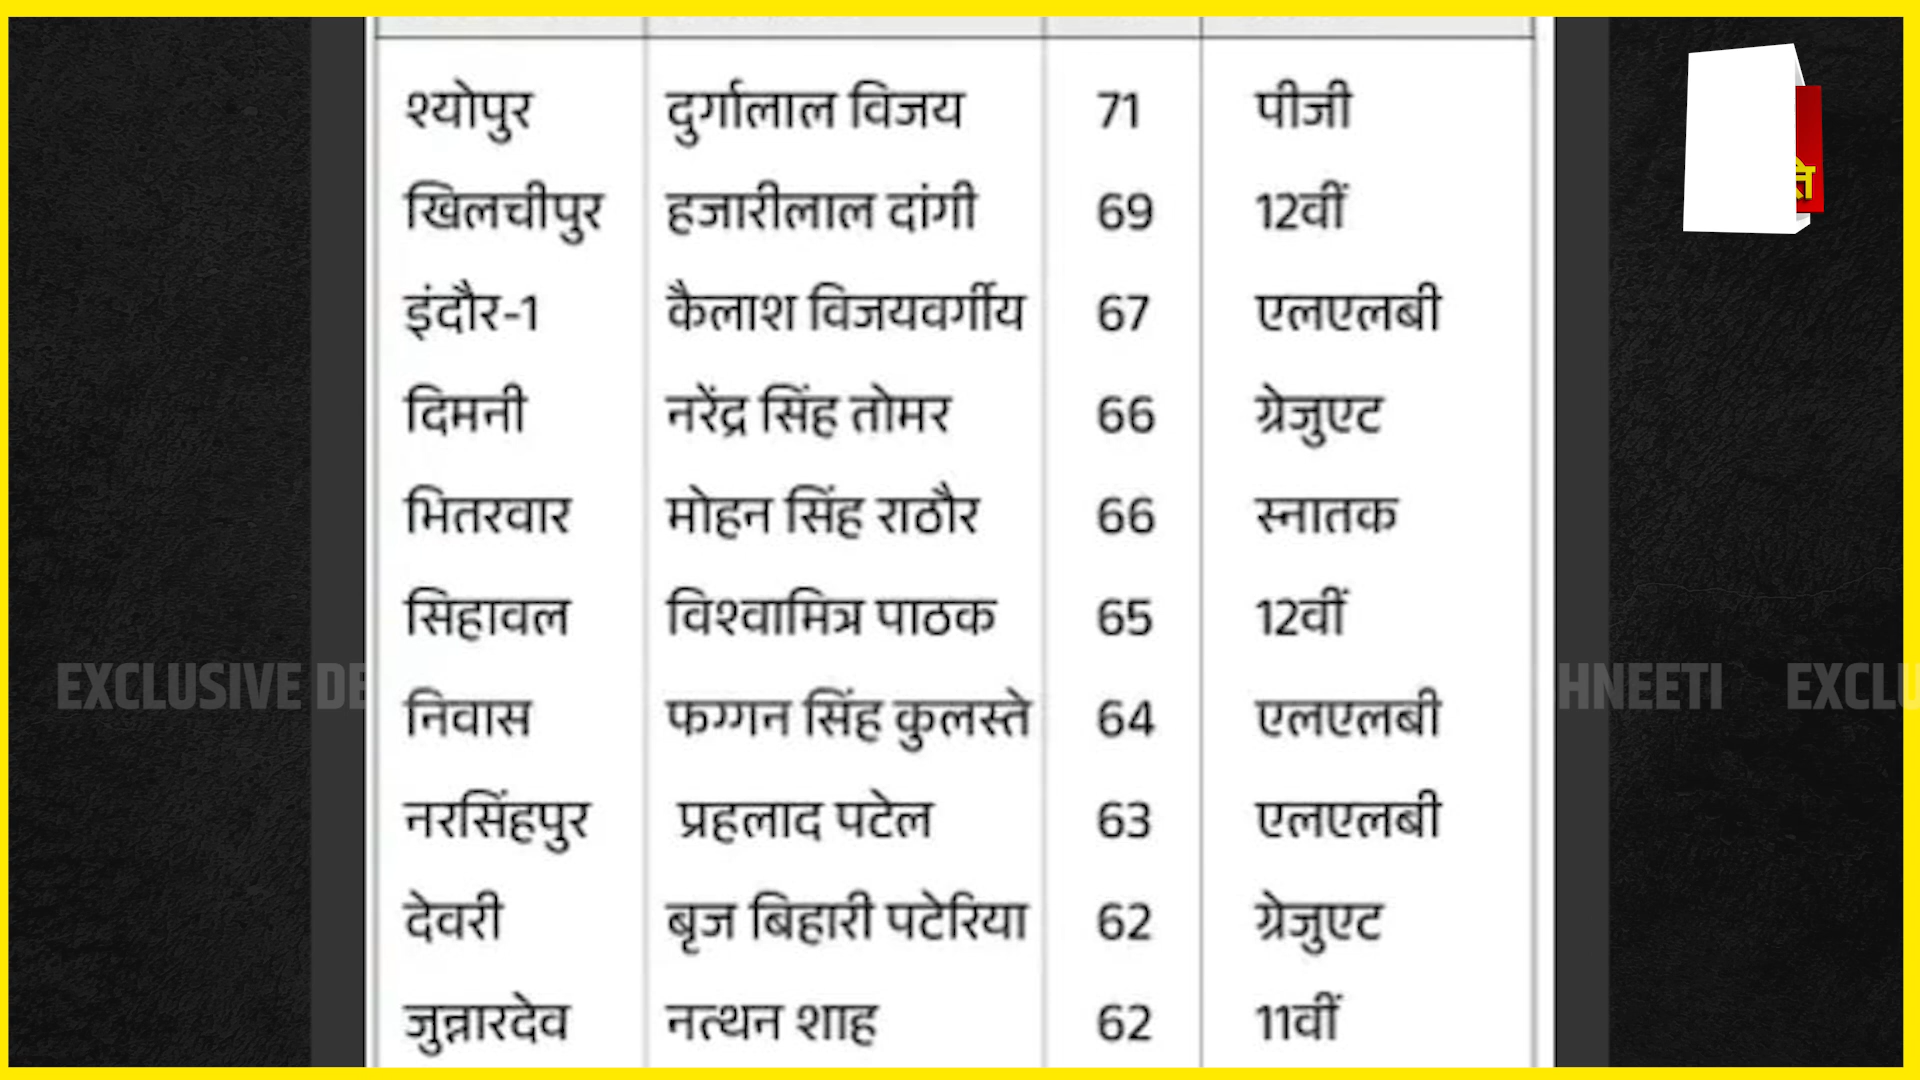 श्योपुर दुर्गालाल विजय 71 पीजी
खिलचीपुर हजारीलाल दांगी 69 12वीं
इंदौर-1 कैलाश विजयवर्गीय 67 एलएलबी
दिमनी नरेंद्र सिंह तोमर 66 ग्रेजुएट
भितरवार मोहन सिंह राठौर 66 स्नातक
सिहावल विश्वामित्र पाठक 65 12वीं
EXCLUSIVE DE HNEETI EXCLU
निवास फग्गन सिंह कुलस्ते 64 एलएलबी
नरसिंहपुर प्रहलाद पटेल 63 एलएलबी
देवरी बृज बिहारी पटेरिया 62 ग्रेजुएट
जुन्नारदेव नत्थन शाह 62 11वीं